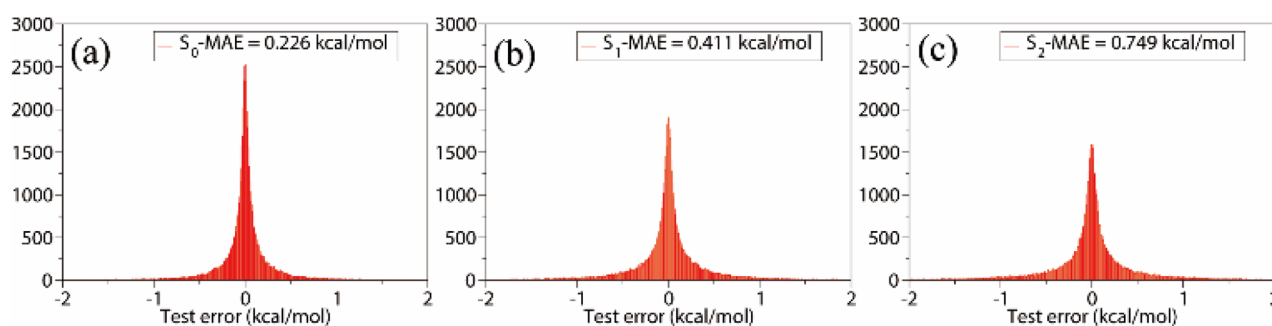 (a)
S0-MAE = 0.226 kcal/mol
3000
2500
2000
1500
1000
500
0
-2 -1 0 1 2
Test error (kcal/mol)
(b)
S1-MAE = 0.411 kcal/mol
3000
2500
2000
1500
1000
500
0
-2 -1 0 1 2
Test error (kcal/mol)
(c)
S2-MAE = 0.749 kcal/mol
3000
2500
2000
1500
1000
500
0
-2 -1 0 1 2
Test error (kcal/mol)